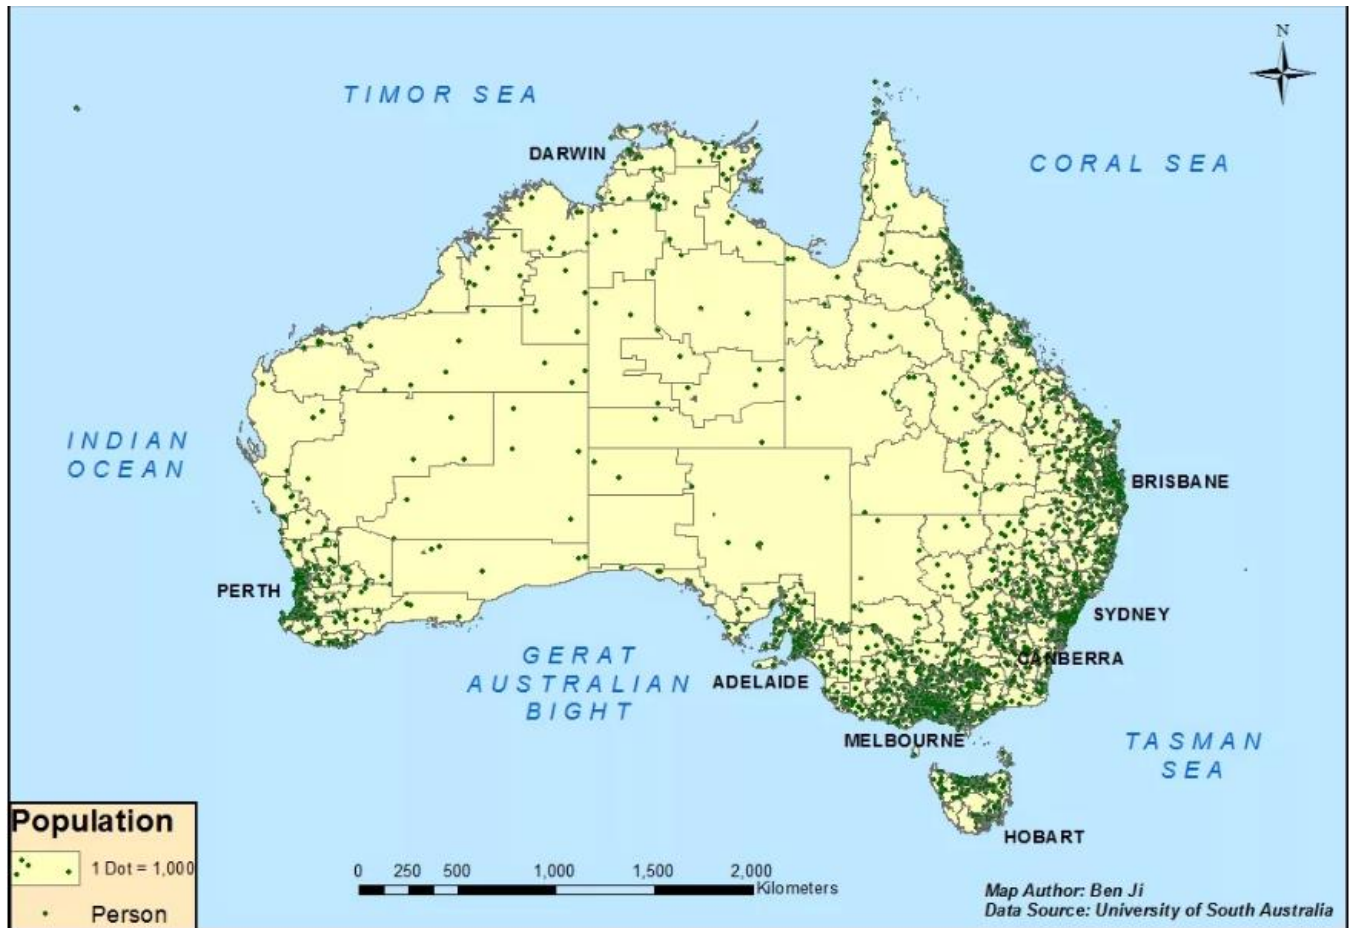 N
TIMOR SEA
DARWIN
CORAL SEA
INDIAN
OCEAN
BRISBANE
PERTH
SYDNEY
GERAT
AUSTRALIAN
BIGHT
CANBERRA
ADELAIDE
MELBOURNE
TASMAN
SEA
HOBART
Population
1 Dot = 1,000
Person
0 250 500 1,000 1,500 2,000
Kilometers
Map Author: Ben Ji
Data Source: University of South Australia